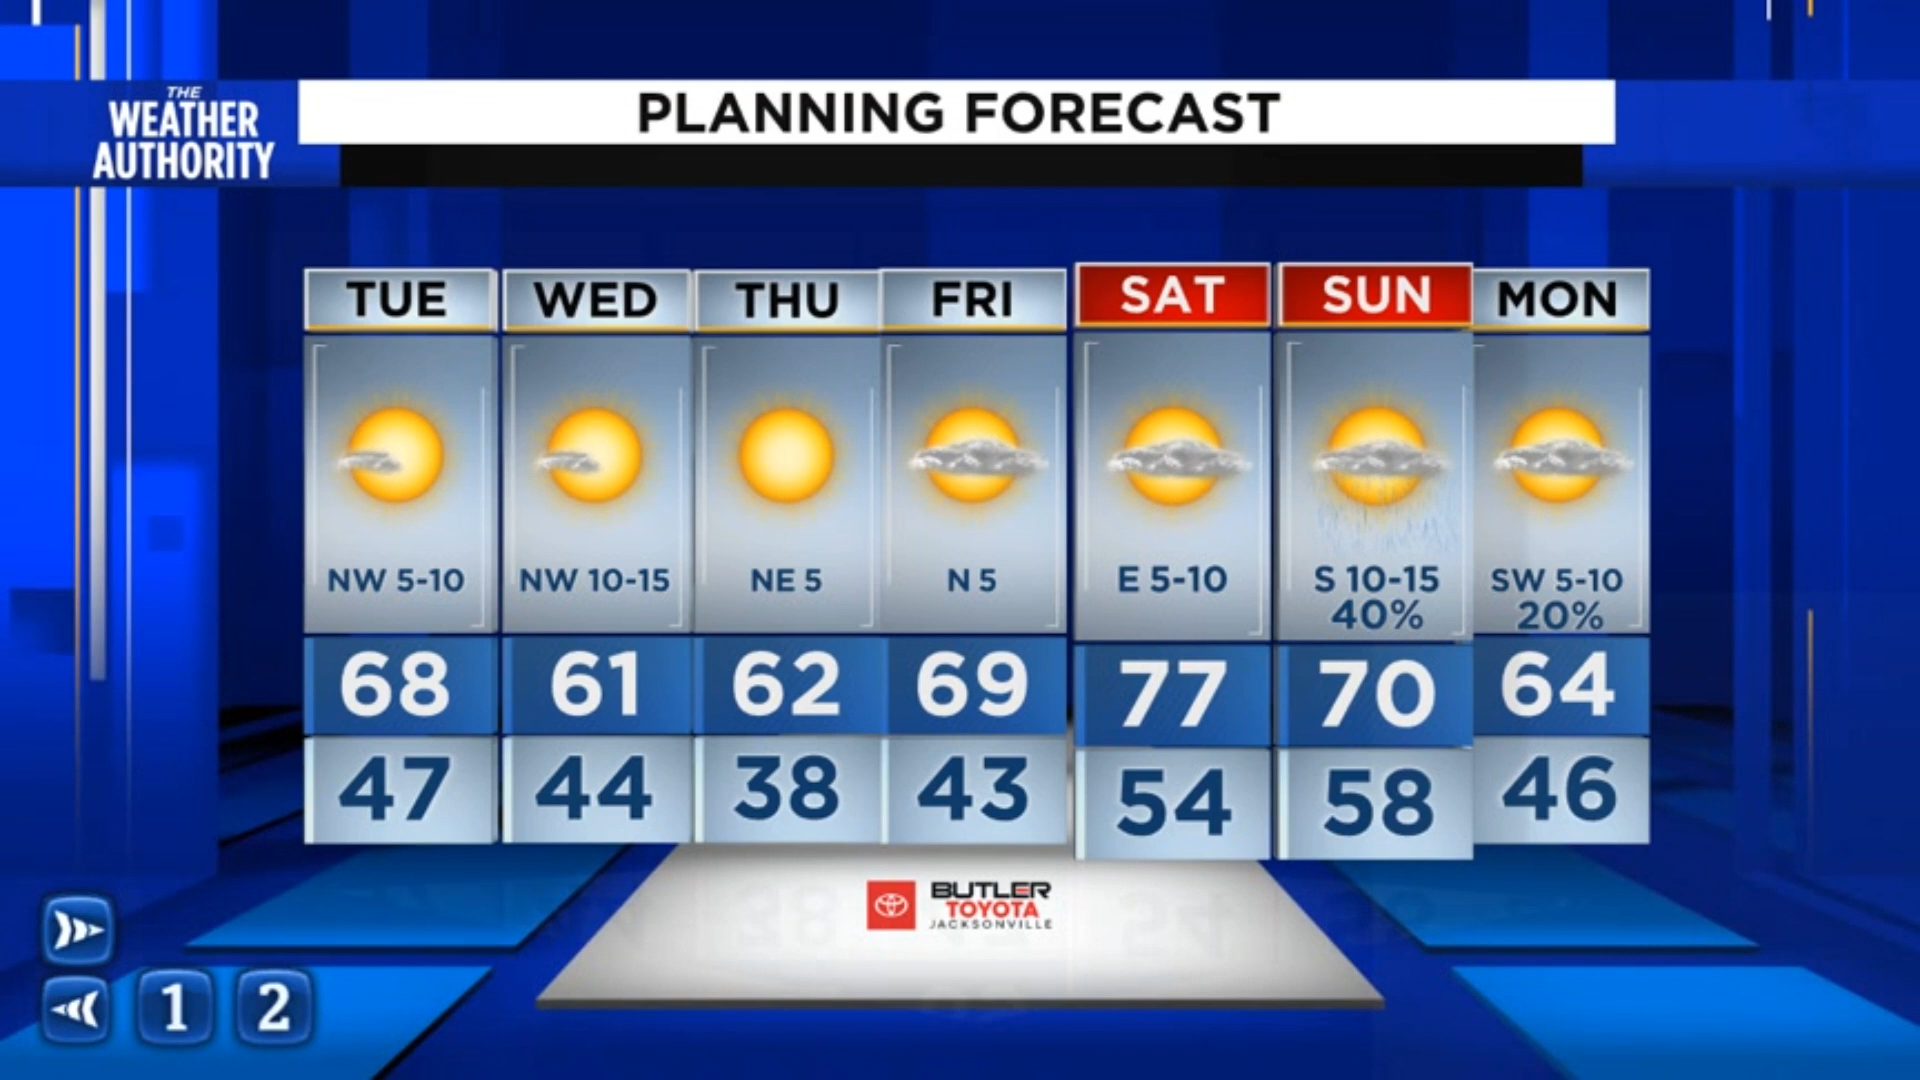 THE
WEATHER
AUTHORITY
PLANNING FORECAST
TUE WED THU FRI SAT SUN MON
NW 5-10 NW 10-15 NE 5 N 5 E 5-10 S 10-15 SW 5-10
40% 20%
68 61 62 69 77 70 64
47 44 38 43 54 58 46
BUTLER
TOYOTA
JACKSONVILLE
1 2